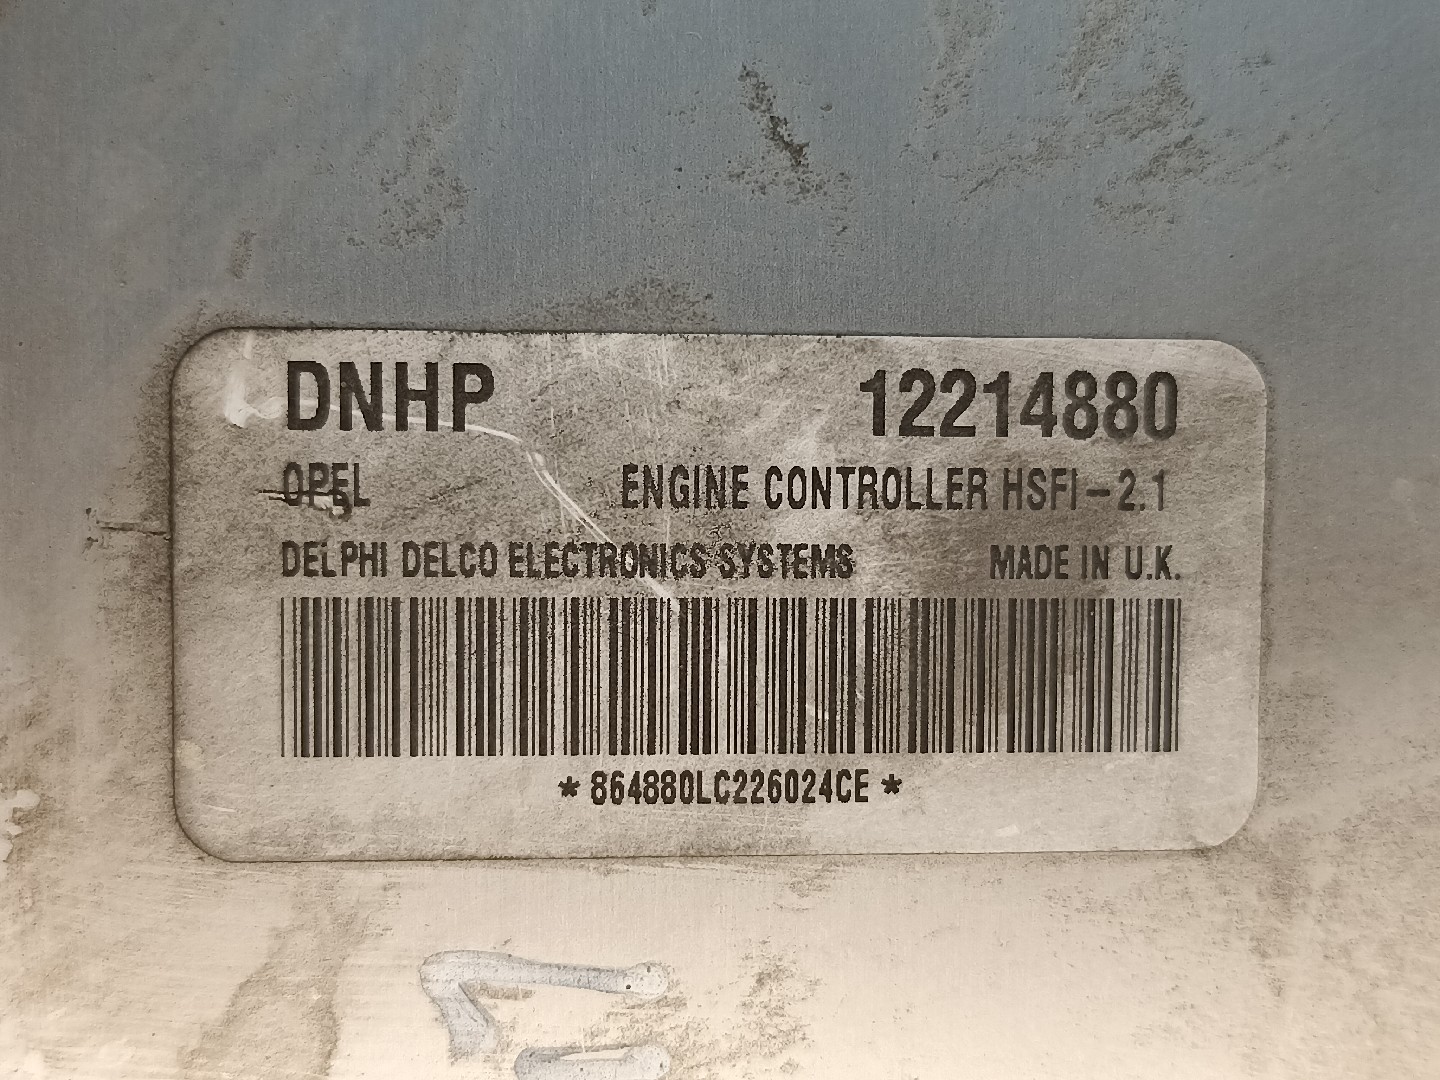 DNHP 12214880
OPEL ENGINE CONTROLLER HSFI-2.1
DELPHI DELCO ELECTRONICS SYSTEMS MADE IN U.K.
*864880LC226024CE*